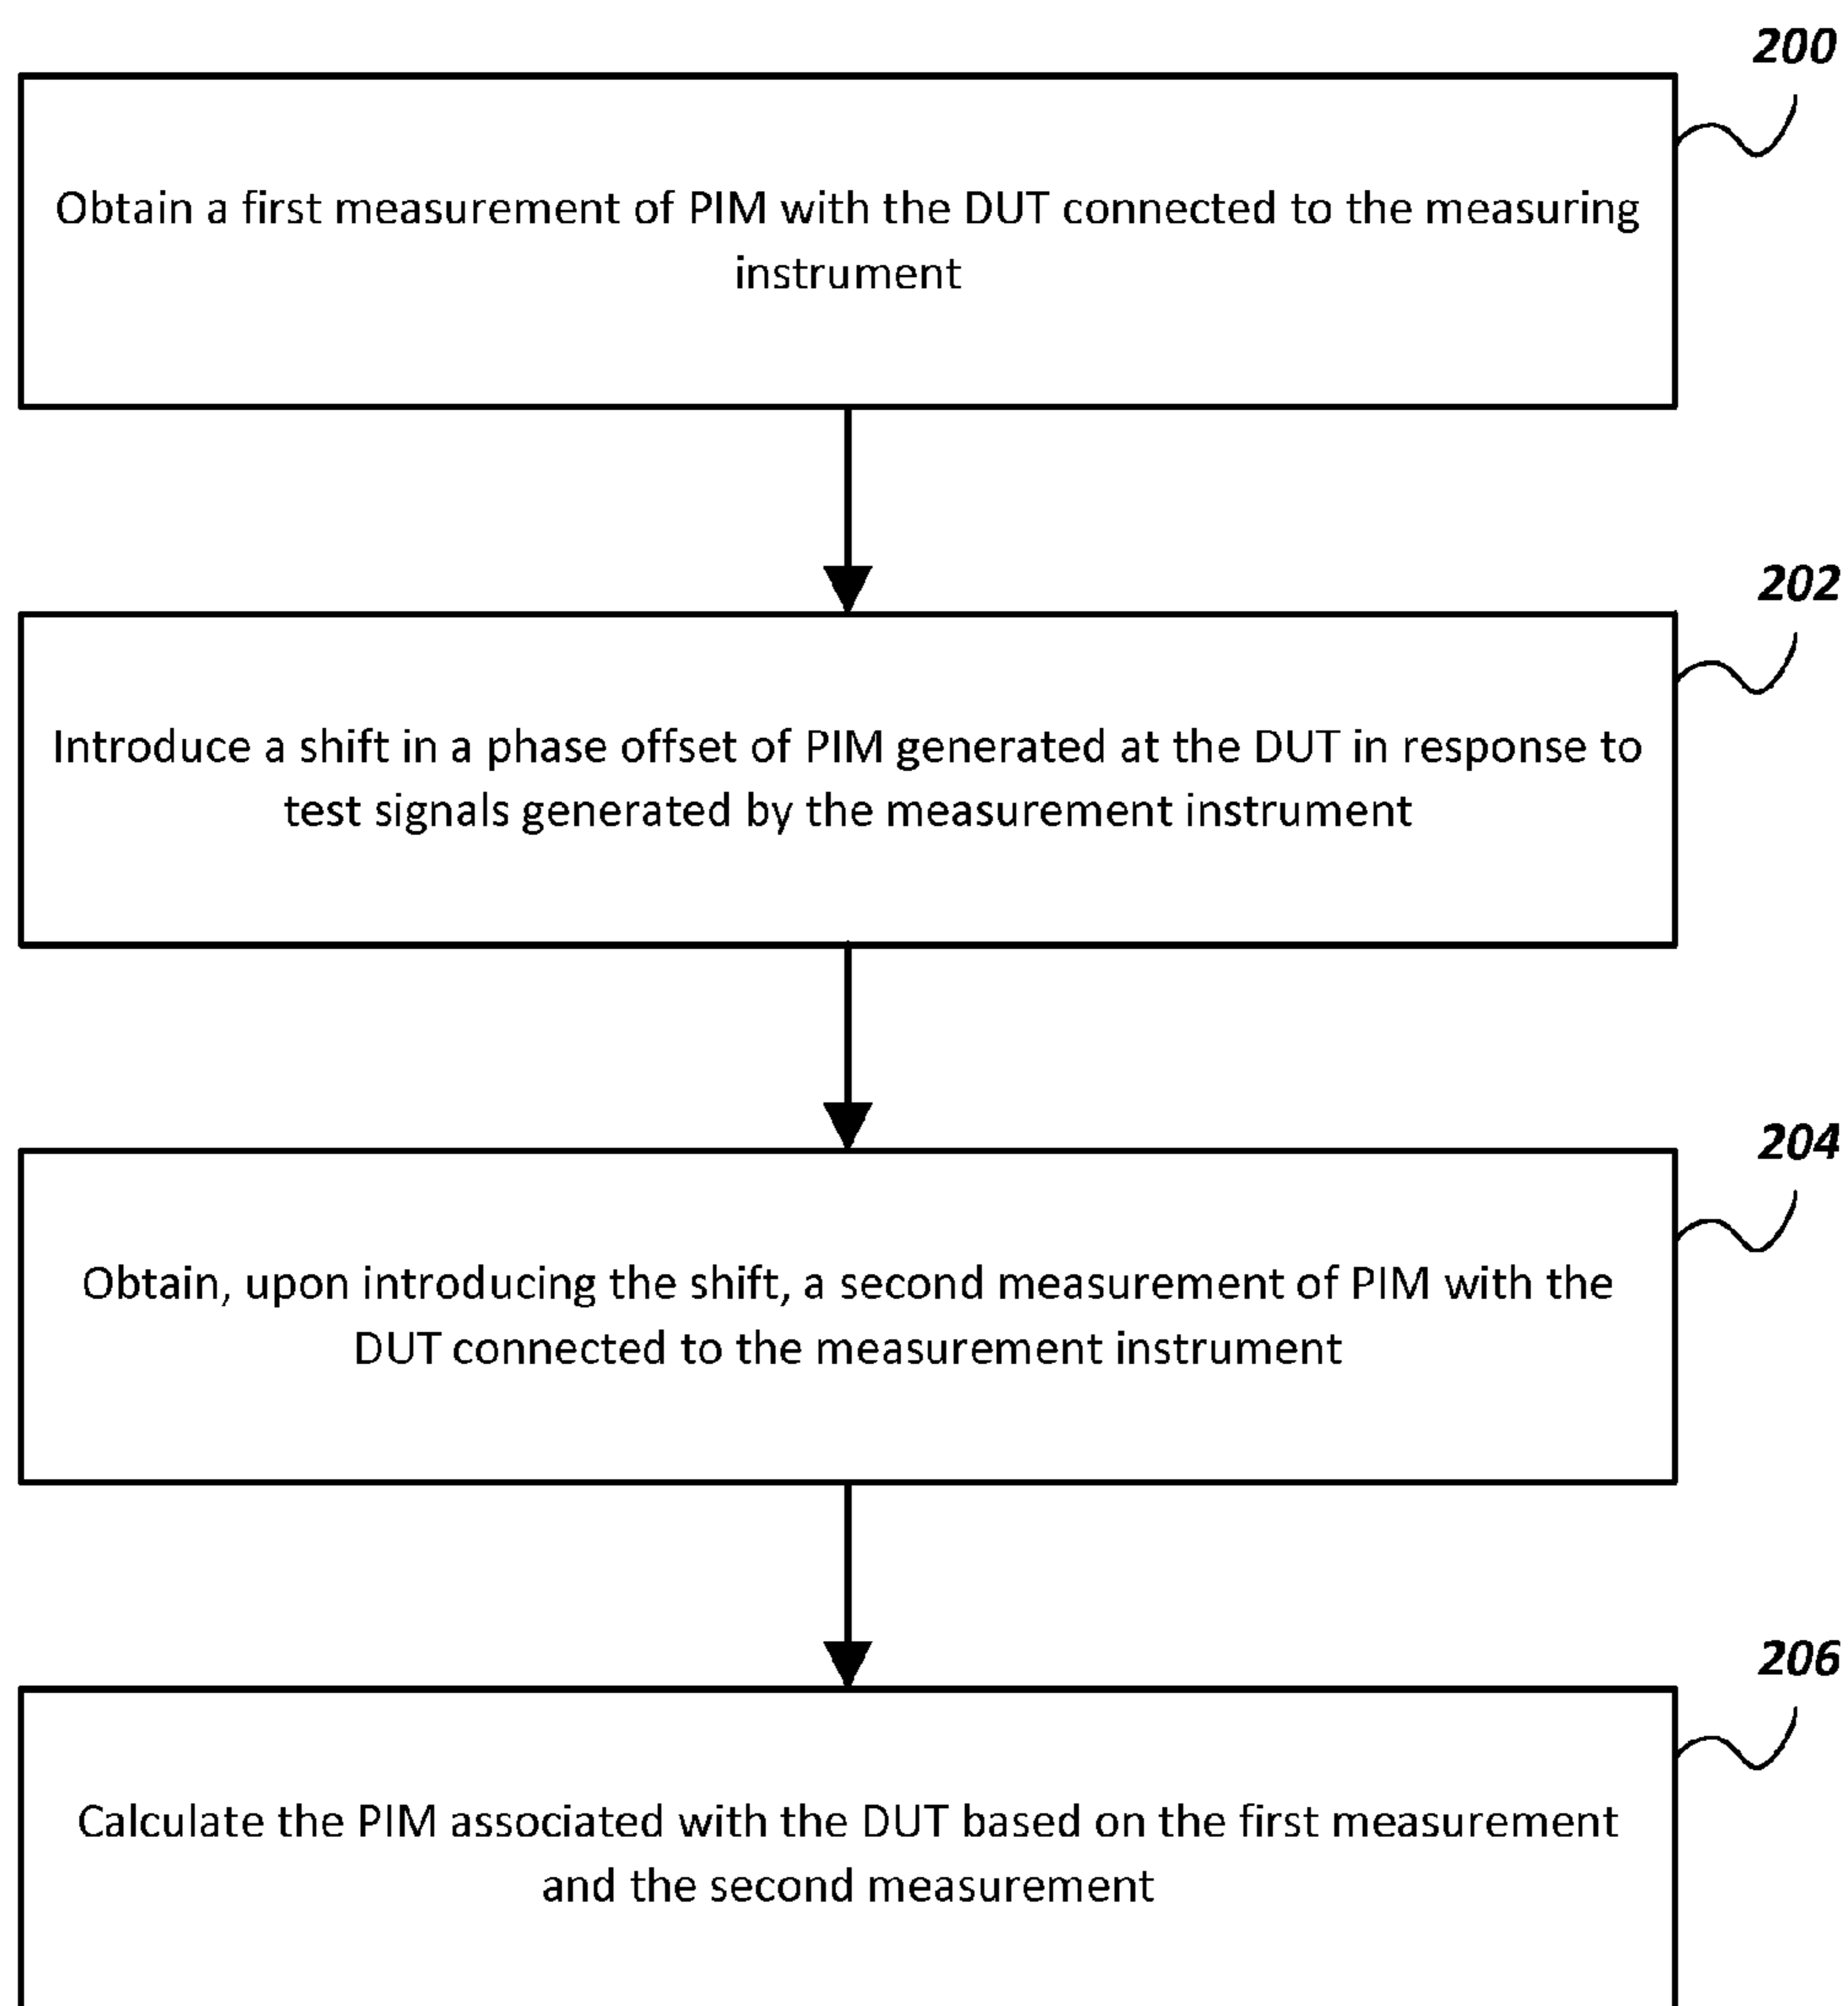 200
Obtain a first measurement of PIM with the DUT connected to the measuring
instrument
202
Introduce a shift in a phase offset of PIM generated at the DUT in response to
test signals generated by the measurement instrument
204
Obtain, upon introducing the shift, a second measurement of PIM with the
DUT connected to the measurement instrument
206
Calculate the PIM associated with the DUT based on the first measurement
and the second measurement